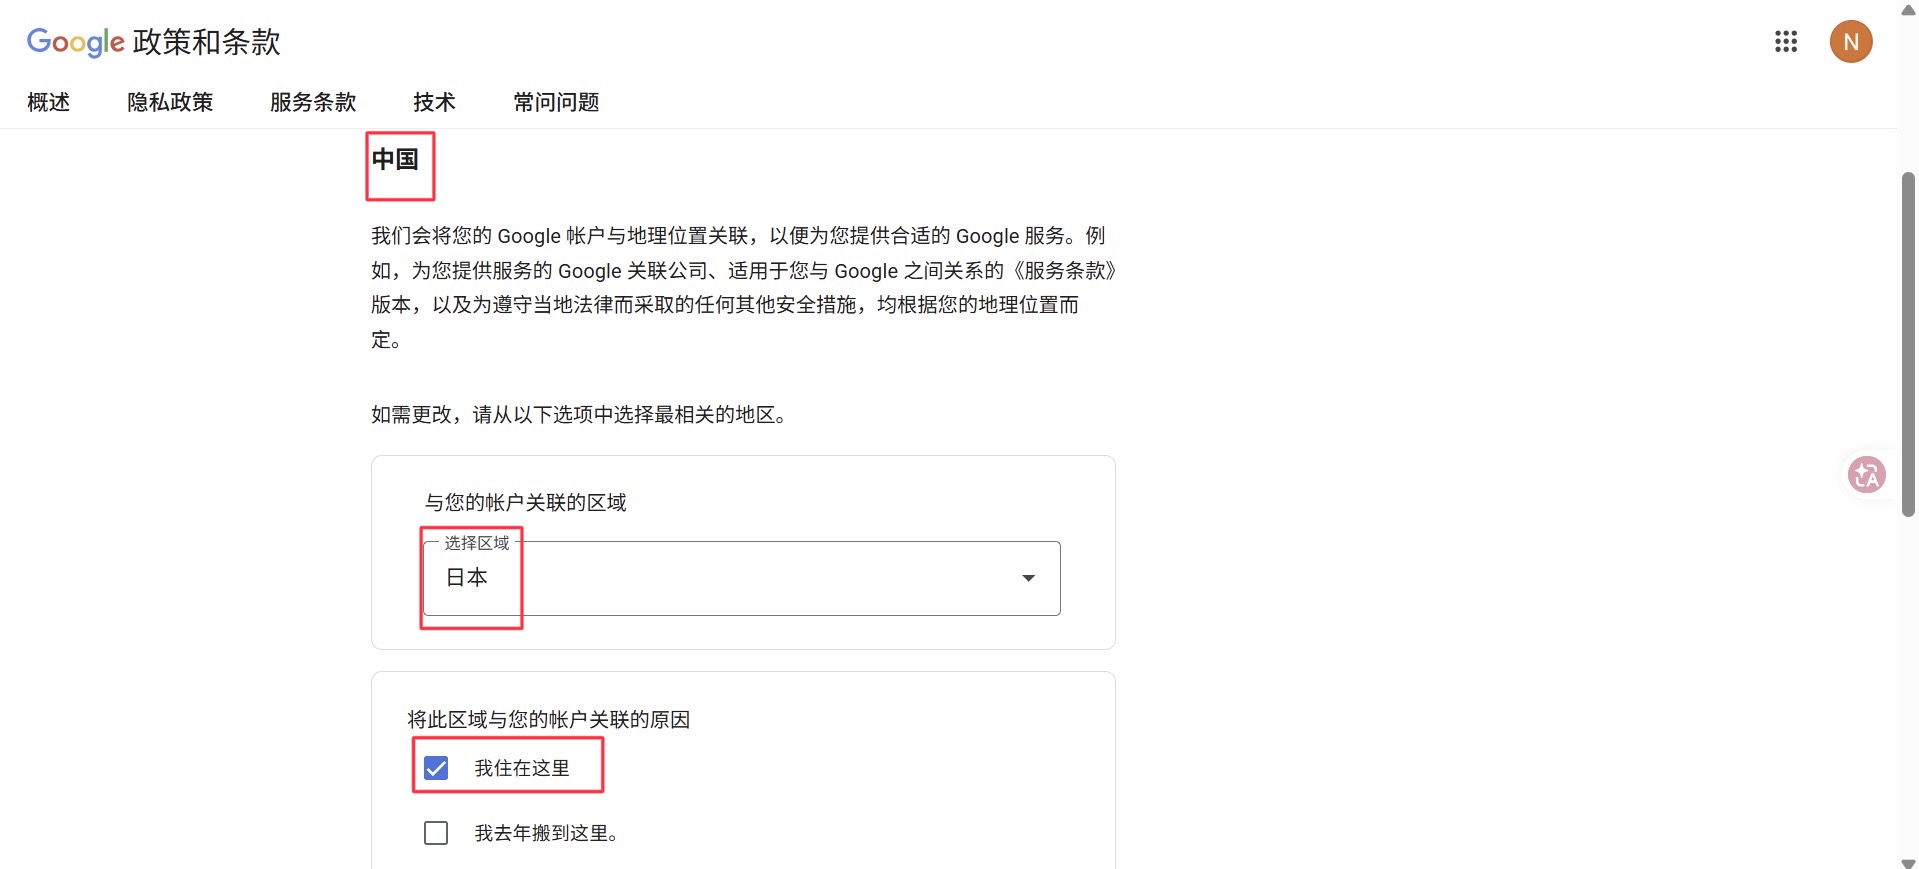 Google 政策和条款
N
概述 隐私政策 服务条款 技术 常问问题
中国
我们会将您的 Google 帐户与地理位置关联，以便为您提供合适的 Google 服务。例
如，为您提供服务的 Google 关联公司、适用于您与 Google 之间关系的《服务条款》
版本，以及为遵守当地法律而采取的任何其他安全措施，均根据您的地理位置而
定。
如需更改，请从以下选项中选择最相关的地区。
与您的帐户关联的区域
选择区域
日本
将此区域与您的帐户关联的原因
我住在这里
我去年搬到这里。